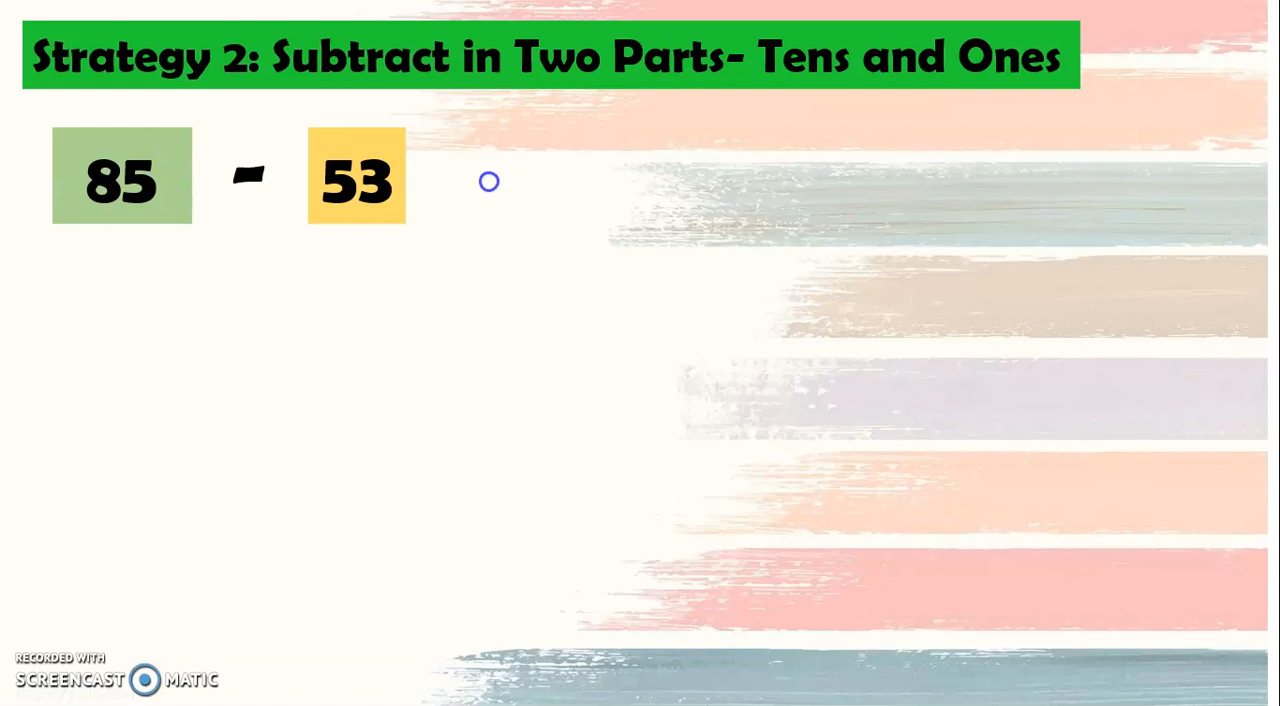 Strategy 2: Subtract in Two Parts- Tens and Ones
85 - 53
RECORDED WITH
SCREENCAST MATIC